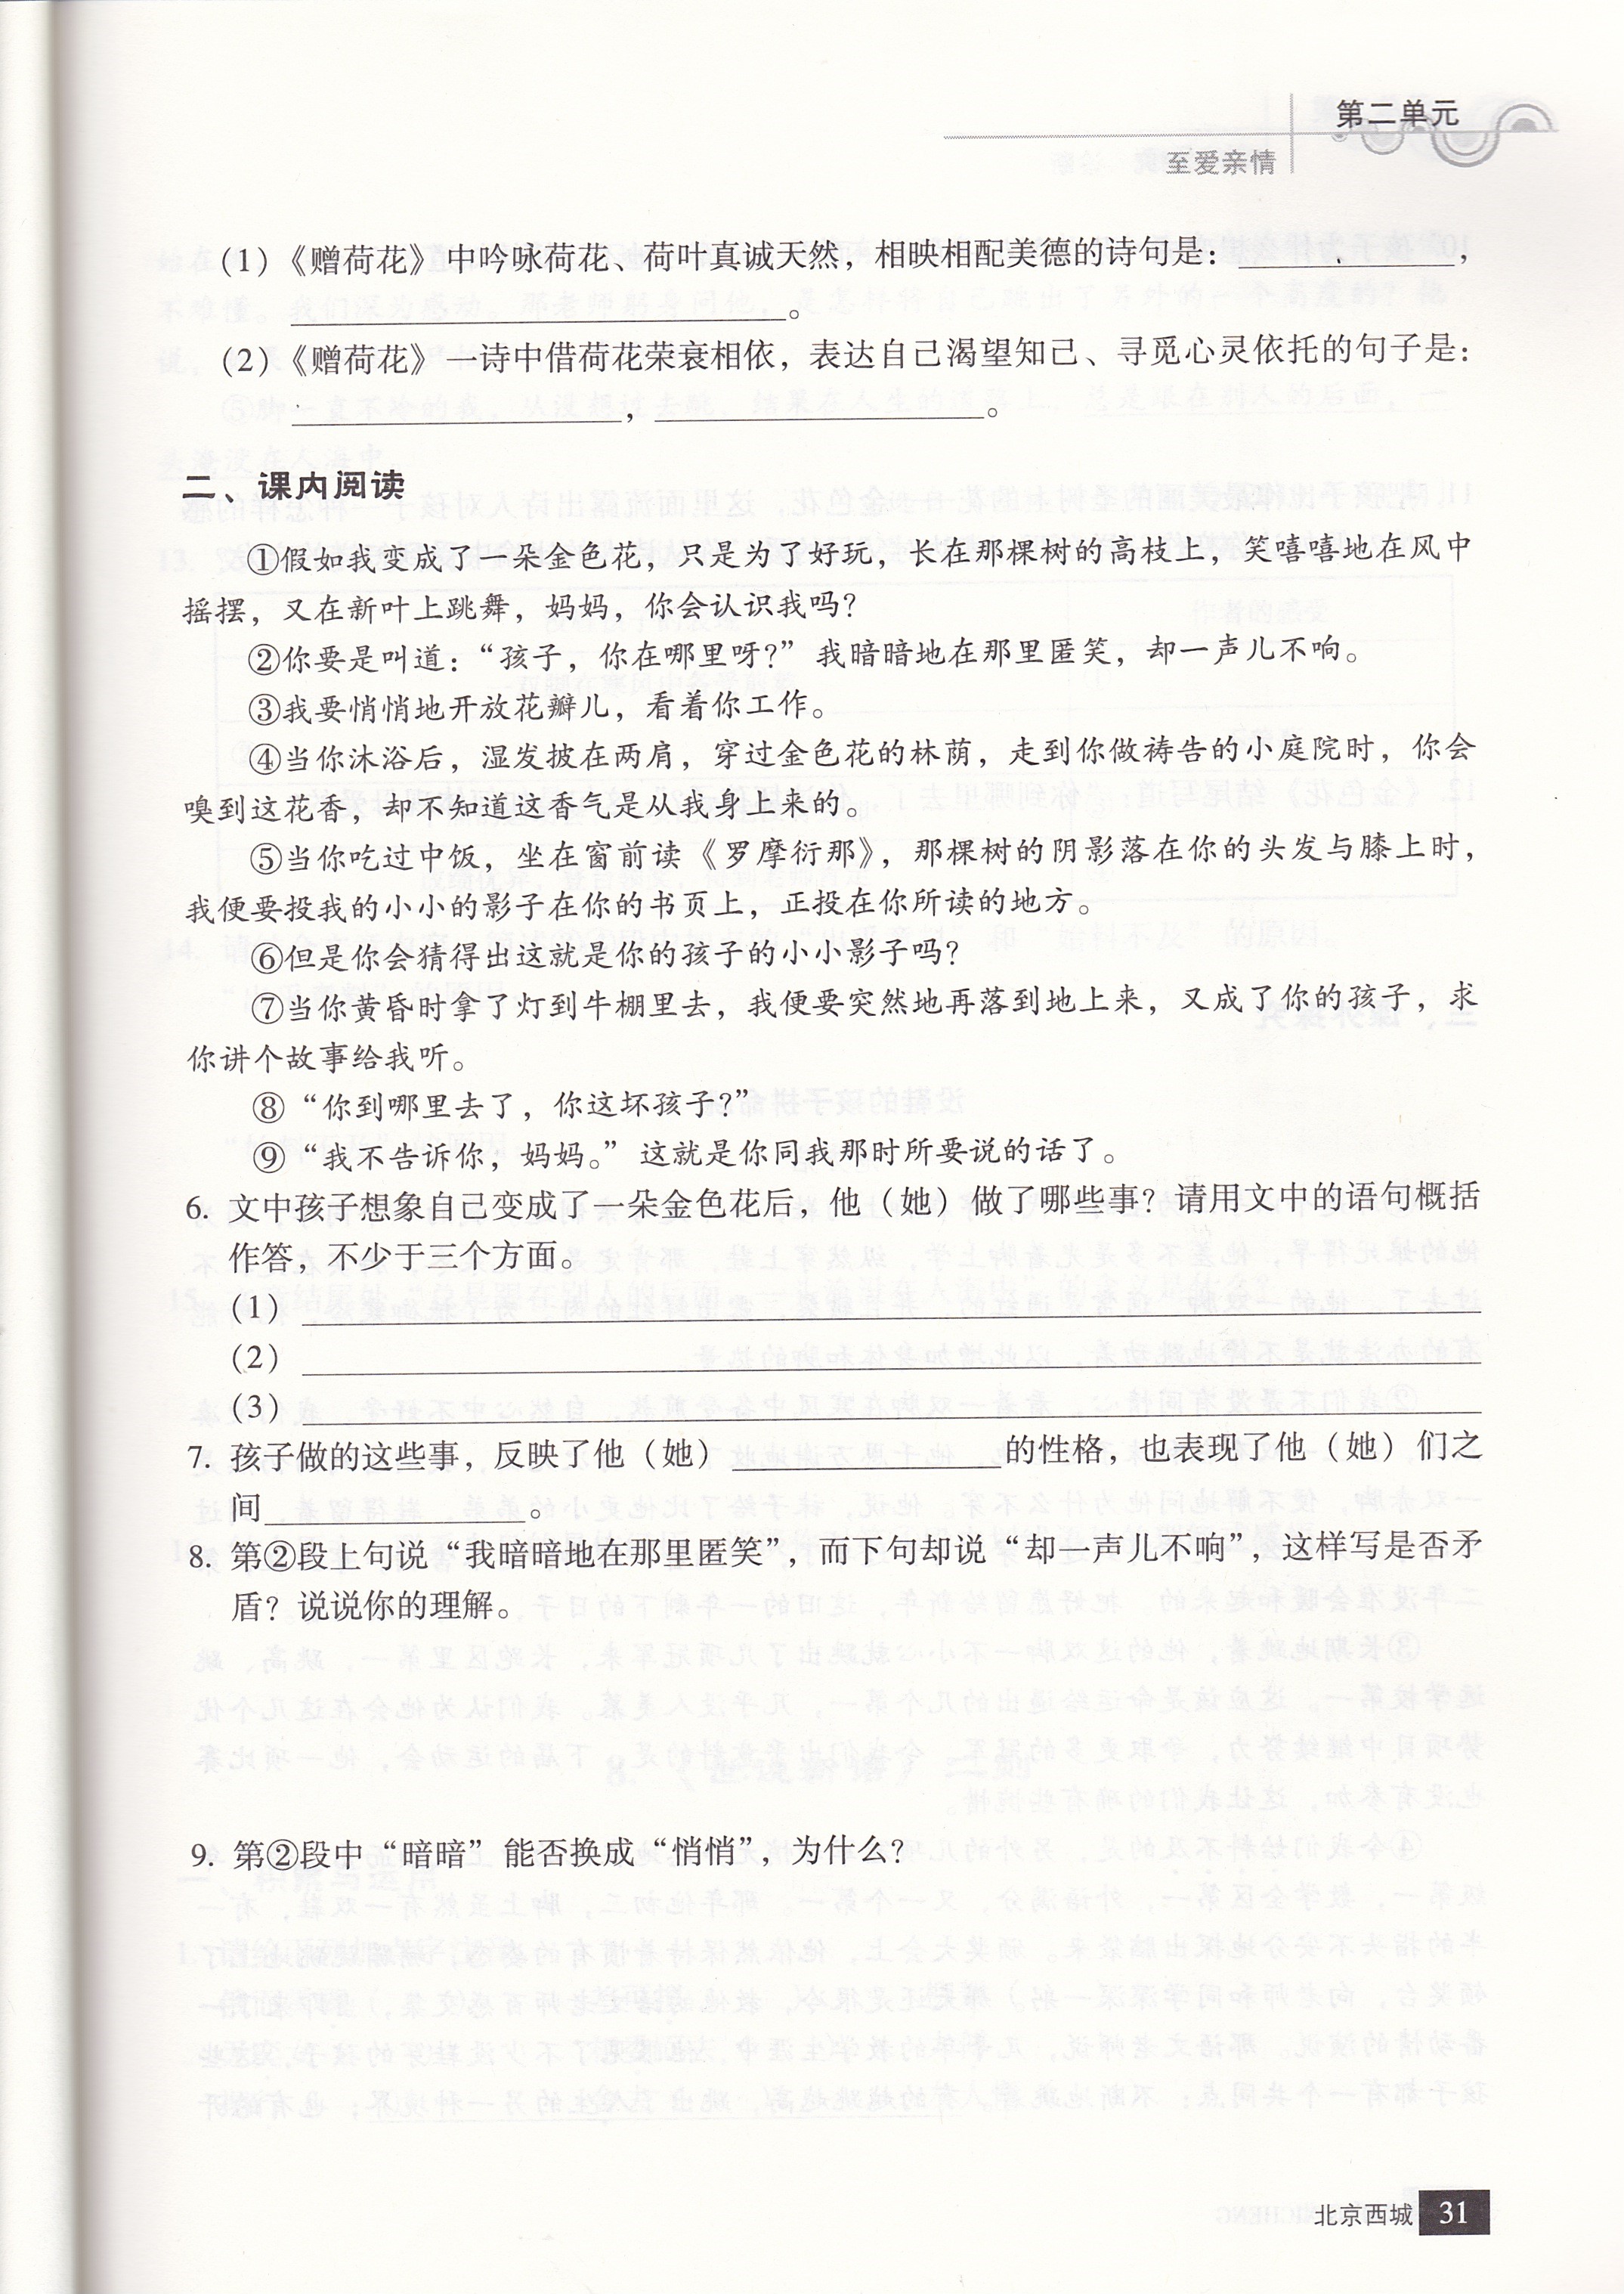 第二单元
至爱亲情
（1）《赠荷花》中吟咏荷花、荷叶真诚天然，相映相配美德的诗句是：____________，
____________。
（2）《赠荷花》一诗中借荷花荣衰相依，表达自己渴望知己、寻觅心灵依托的句子是：
____________，____________。
二、课内阅读
①假如我变成了一朵金色花，只是为了好玩，长在那棵树的高枝上，笑嘻嘻地在风中
摇摆，又在新叶上跳舞，妈妈，你会认识我吗？
②你要是叫道：“孩子，你在哪里呀？”我暗暗地在那里匿笑，却一声儿不响。
③我要悄悄地开放花瓣儿，看着你工作。
④当你沐浴后，湿发披在两肩，穿过金色花的林荫，走到你做祷告的小庭院时，你会
嗅到这花香，却不知道这香气是从我身上来的。
⑤当你吃过中饭，坐在窗前读《罗摩衍那》，那棵树的阴影落在你的头发与膝上时，
我便要投我的小小的影子在你的书页上，正投在你所读的地方。
⑥但是你会猜得出这就是你的孩子的小小影子吗？
⑦当你黄昏时拿了灯到牛棚里去，我便要突然地再落到地上来，又成了你的孩子，求
你讲个故事给我听。
⑧“你到哪里去了，你这坏孩子？”
⑨“我不告诉你，妈妈。”这就是你同我那时所要说的话了。
6. 文中孩子想象自己变成了一朵金色花后，他（她）做了哪些事？请用文中的语句概括
作答，不少于三个方面。
（1）____________
（2）____________
（3）____________
7. 孩子做的这些事，反映了他（她）____________的性格，也表现了他（她）们之
间____________。
8. 第②段上句说“我暗暗地在那里匿笑”，而下句却说“却一声儿不响”，这样写是否矛
盾？说说你的理解。
9. 第②段中“暗暗”能否换成“悄悄”，为什么？
北京西城 31